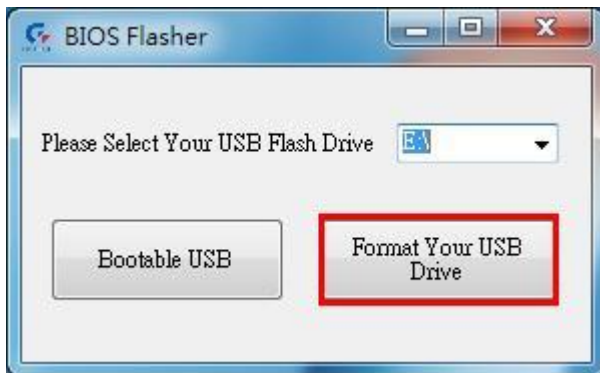 BIOS Flasher
Please Select Your USB Flash Drive E:\
Bootable USB
Format Your USB
Drive